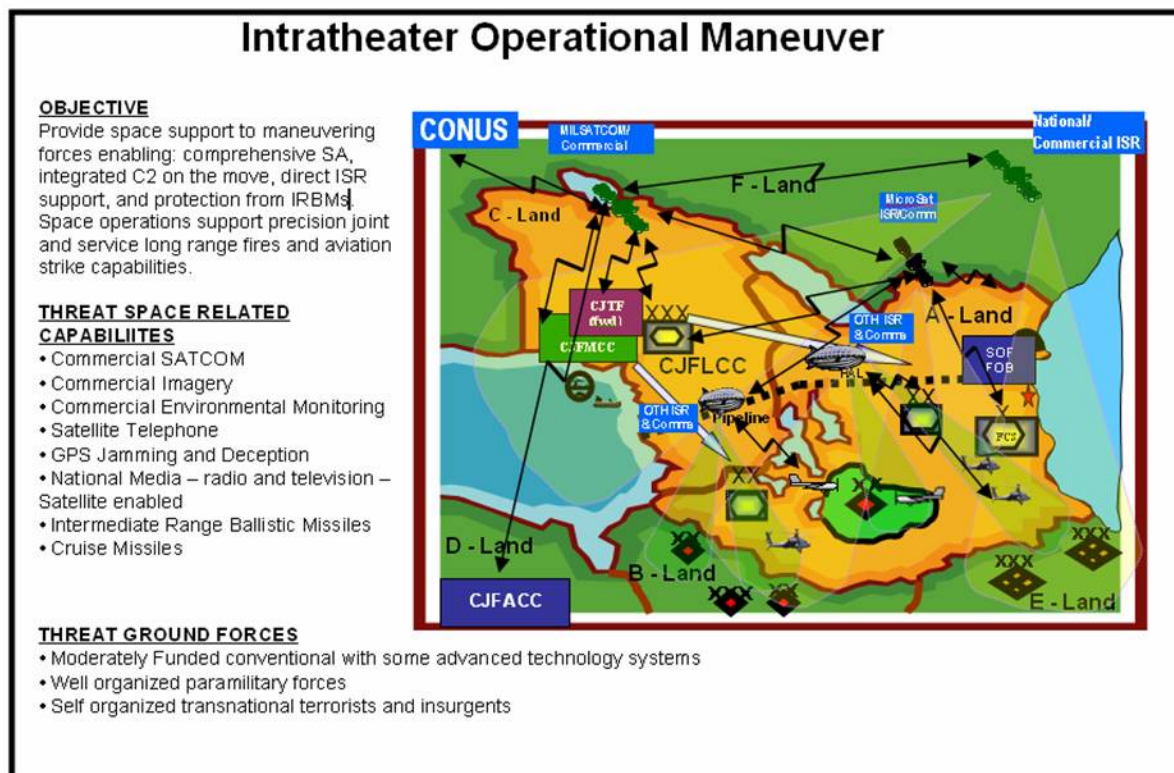 Intratheater Operational Maneuver
OBJECTIVE
Provide space support to maneuvering
forces enabling: comprehensive SA,
integrated C2 on the move, direct ISR
support, and protection from IRBMs.
Space operations support precision joint
and service long range fires and aviation
strike capabilities.
THREAT SPACE RELATED
CAPABILIITES
• Commercial SATCOM
• Commercial Imagery
• Commercial Environmental Monitoring
• Satellite Telephone
• GPS Jamming and Deception
• National Media – radio and television –
Satellite enabled
• Intermediate Range Ballistic Missiles
• Cruise Missiles
THREAT GROUND FORCES
• Moderately Funded conventional with some advanced technology systems
• Well organized paramilitary forces
• Self organized transnational terrorists and insurgents
CONUS
MILSATCOM/
Commercial
National/
Commercial ISR
F - Land
C - Land
MicroSat
ISR/Comm
CJTF
(fwd)
XXX
CJFMCC
CJFLCC
OTH ISR
& Comms
A - Land
SOF
FOB
OTH ISR
& Comms
Pipeline
XX
X
FCS
XX
XX
D - Land
XX
B - Land
XXX
XX
XXX
XXX
E - Land
CJFACC